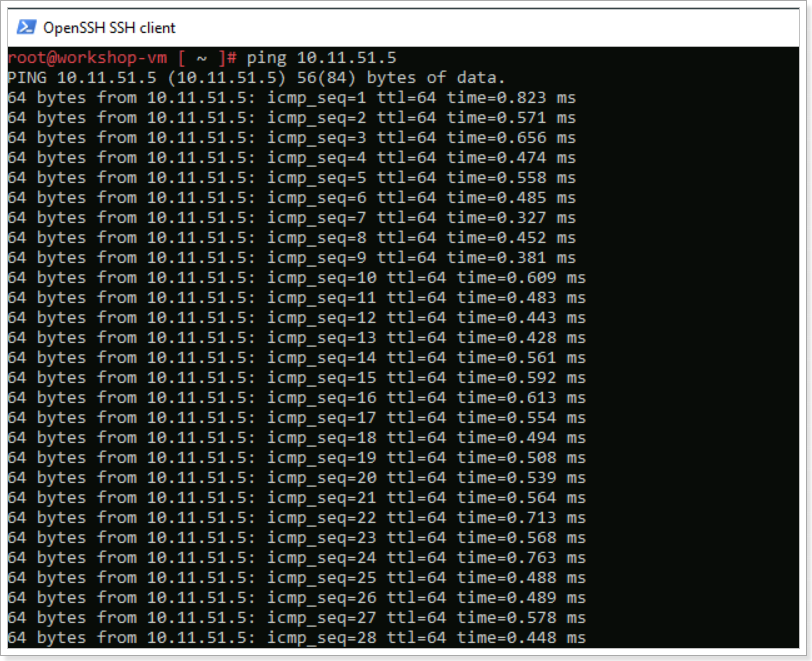 OpenSSH SSH client
root@workshop-vm [ ~ ]# ping 10.11.51.5
PING 10.11.51.5 (10.11.51.5) 56(84) bytes of data.
64 bytes from 10.11.51.5: icmp_seq=1 ttl=64 time=0.823 ms
64 bytes from 10.11.51.5: icmp_seq=2 ttl=64 time=0.571 ms
64 bytes from 10.11.51.5: icmp_seq=3 ttl=64 time=0.656 ms
64 bytes from 10.11.51.5: icmp_seq=4 ttl=64 time=0.474 ms
64 bytes from 10.11.51.5: icmp_seq=5 ttl=64 time=0.558 ms
64 bytes from 10.11.51.5: icmp_seq=6 ttl=64 time=0.485 ms
64 bytes from 10.11.51.5: icmp_seq=7 ttl=64 time=0.327 ms
64 bytes from 10.11.51.5: icmp_seq=8 ttl=64 time=0.452 ms
64 bytes from 10.11.51.5: icmp_seq=9 ttl=64 time=0.381 ms
64 bytes from 10.11.51.5: icmp_seq=10 ttl=64 time=0.609 ms
64 bytes from 10.11.51.5: icmp_seq=11 ttl=64 time=0.483 ms
64 bytes from 10.11.51.5: icmp_seq=12 ttl=64 time=0.443 ms
64 bytes from 10.11.51.5: icmp_seq=13 ttl=64 time=0.428 ms
64 bytes from 10.11.51.5: icmp_seq=14 ttl=64 time=0.561 ms
64 bytes from 10.11.51.5: icmp_seq=15 ttl=64 time=0.592 ms
64 bytes from 10.11.51.5: icmp_seq=16 ttl=64 time=0.613 ms
64 bytes from 10.11.51.5: icmp_seq=17 ttl=64 time=0.554 ms
64 bytes from 10.11.51.5: icmp_seq=18 ttl=64 time=0.494 ms
64 bytes from 10.11.51.5: icmp_seq=19 ttl=64 time=0.508 ms
64 bytes from 10.11.51.5: icmp_seq=20 ttl=64 time=0.539 ms
64 bytes from 10.11.51.5: icmp_seq=21 ttl=64 time=0.564 ms
64 bytes from 10.11.51.5: icmp_seq=22 ttl=64 time=0.713 ms
64 bytes from 10.11.51.5: icmp_seq=23 ttl=64 time=0.568 ms
64 bytes from 10.11.51.5: icmp_seq=24 ttl=64 time=0.763 ms
64 bytes from 10.11.51.5: icmp_seq=25 ttl=64 time=0.488 ms
64 bytes from 10.11.51.5: icmp_seq=26 ttl=64 time=0.489 ms
64 bytes from 10.11.51.5: icmp_seq=27 ttl=64 time=0.578 ms
64 bytes from 10.11.51.5: icmp_seq=28 ttl=64 time=0.448 ms